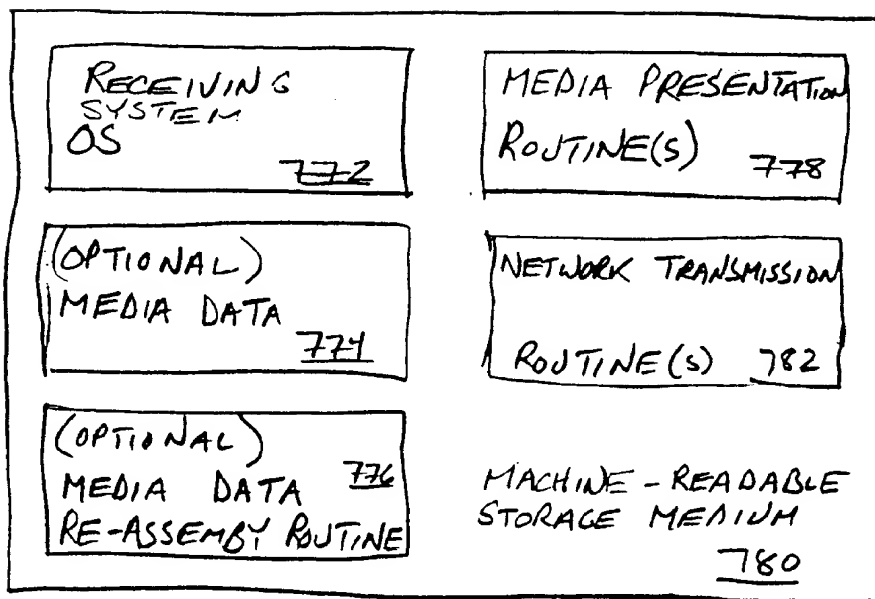 RECEIVING
SYSTEM
OS
772
(OPTIONAL)
MEDIA DATA
774
(OPTIONAL)
776
MEDIA DATA
RE-ASSEMBY ROUTINE
MEDIA PRESENTATION
ROUTINE(S) 778
NETWORK TRANSMISSION
ROUTINE(S) 782
MACHINE-READABLE
STORAGE MEDIUM
780